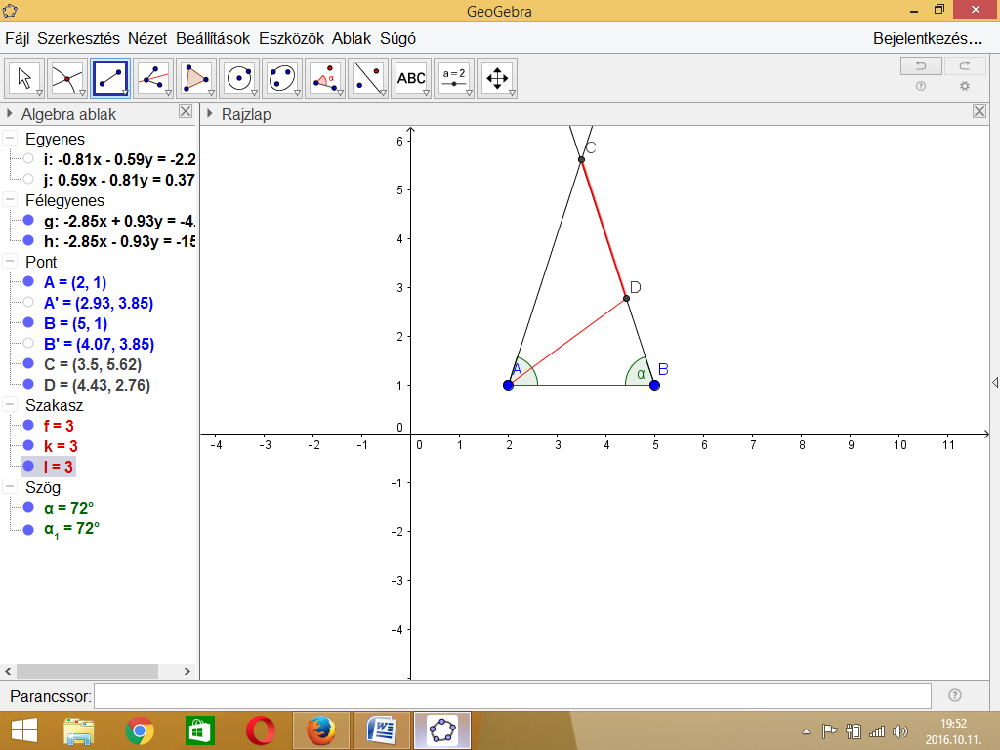 GeoGebra
Fájl Szerkesztés Nézet Beállítások Eszközök Ablak Súgó Bejelentkezés...
α ABC a=2
Algebra ablak
Rajzlap
Egyenes
i: -0.81x - 0.59y = -2.2
j: 0.59x - 0.81y = 0.37
Félegyenes
g: -2.85x + 0.93y = -4.
h: -2.85x - 0.93y = -15
Pont
A = (2, 1)
A' = (2.93, 3.85)
B = (5, 1)
B' = (4.07, 3.85)
C = (3.5, 5.62)
D = (4.43, 2.76)
Szakasz
f = 3
k = 3
l = 3
Szög
α = 72°
α1 = 72°
6
5
4
3
2
1
0
-1
-2
-3
-4
-4 -3 -2 -1 0 1 2 3 4 5 6 7 8 9 10 11
C
D
A
α
B
Parancssor:
19:52
2016.10.11.